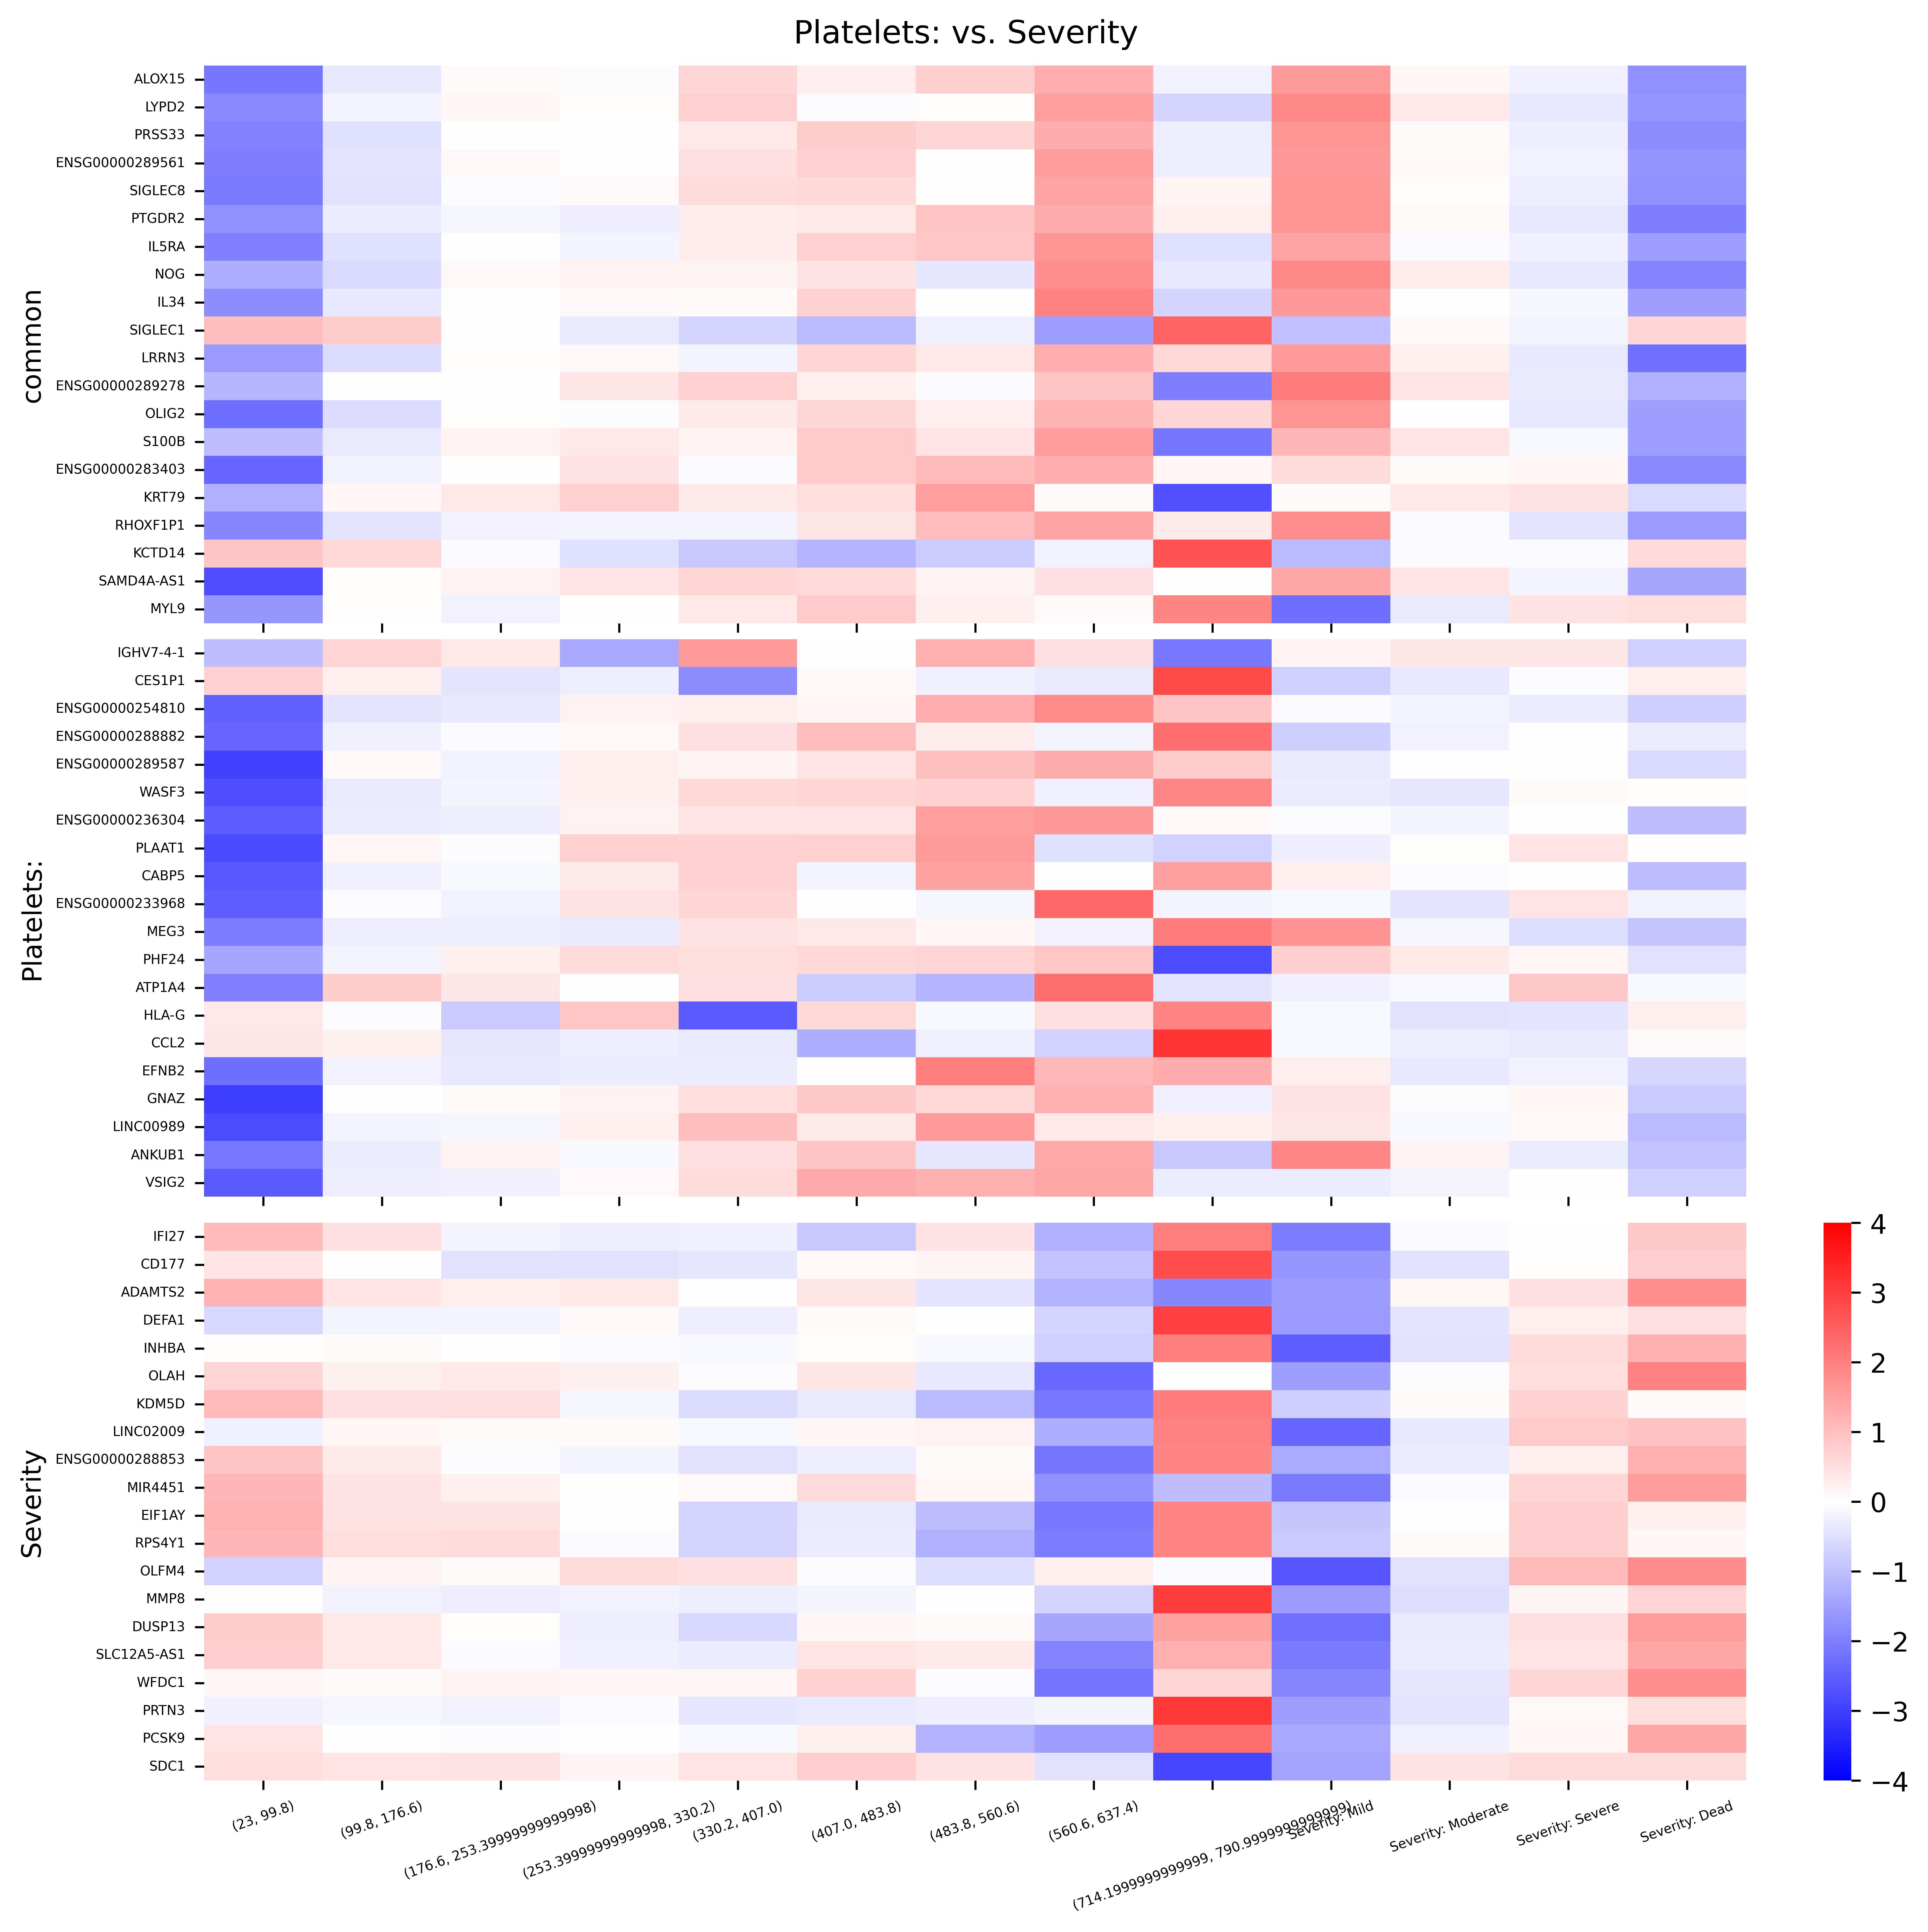 Platelets: vs. Severity
common
ALOX15
LYPD2
PRSS33
ENSG00000289561
SIGLEC8
PTGDR2
IL5RA
NOG
IL34
SIGLEC1
LRRN3
ENSG00000289278
OLIG2
S100B
ENSG00000283403
KRT79
RHOXF1P1
KCTD14
SAMD4A-AS1
MYL9
Platelets:
IGHV7-4-1
CES1P1
ENSG00000254810
ENSG00000288882
ENSG00000289587
WASF3
ENSG00000236304
PLAAT1
CABP5
ENSG00000233968
MEG3
PHF24
ATP1A4
HLA-G
CCL2
EFNB2
GNAZ
LINC00989
ANKUB1
VSIG2
Severity
IFI27
CD177
ADAMTS2
DEFA1
INHBA
OLAH
KDM5D
LINC02009
ENSG00000288853
MIR4451
EIF1AY
RPS4Y1
OLFM4
MMP8
DUSP13
SLC12A5-AS1
WFDC1
PRTN3
PCSK9
SDC1
4
3
2
1
0
−1
−2
−3
−4
(23, 99.8)
(99.8, 176.6)
(176.6, 253.39999999999998)
(253.39999999999998, 330.2)
(330.2, 407.0)
(407.0, 483.8)
(483.8, 560.6)
(560.6, 637.4)
(714.1999999999999, 790.9999999999999)
Severity: Mild
Severity: Moderate
Severity: Severe
Severity: Dead